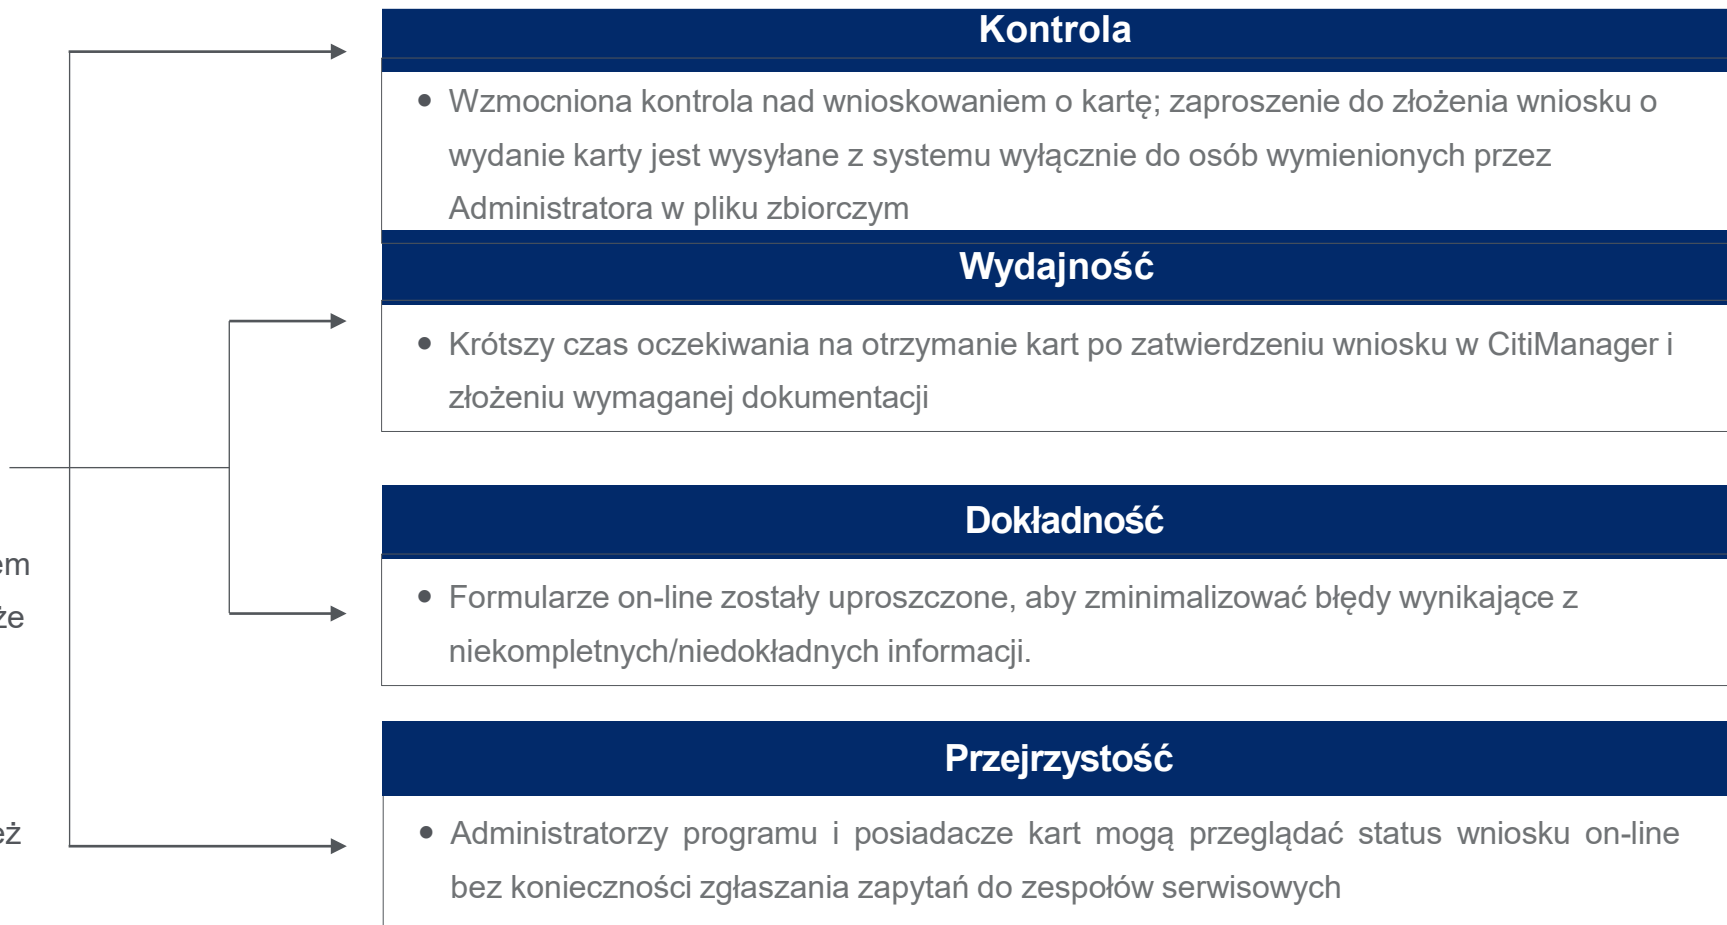 Kontrola
• Wzmocniona kontrola nad wnioskowaniem o kartę; zaproszenie do złożenia wniosku o
wydanie karty jest wysyłane z systemu wyłącznie do osób wymienionych przez
Administratora w pliku zbiorczym
Wydajność
• Krótszy czas oczekiwania na otrzymanie kart po zatwierdzeniu wniosku w CitiManager i
złożeniu wymaganej dokumentacji
Dokładność
• Formularze on-line zostały uproszczone, aby zminimalizować błędy wynikające z
niekompletnych/niedokładnych informacji.
Przejrzystość
• Administratorzy programu i posiadacze kart mogą przeglądać status wniosku on-line
bez konieczności zgłaszania zapytań do zespołów serwisowych